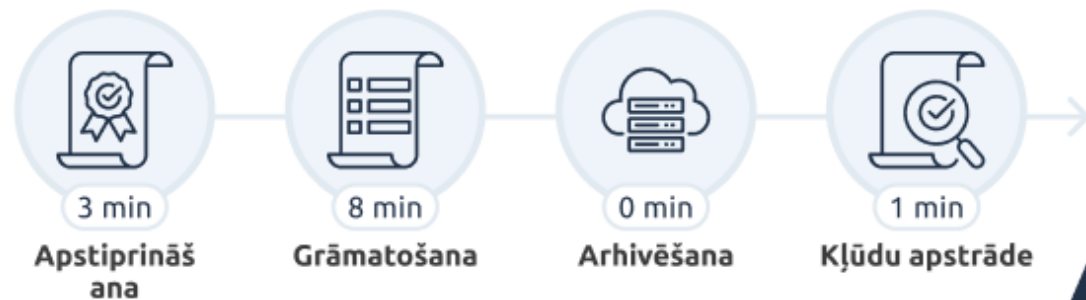 3 min
8 min
0 min
1 min
Apstiprināš
ana
Grāmatošana
Arhivēšana
Kļūdu apstrāde